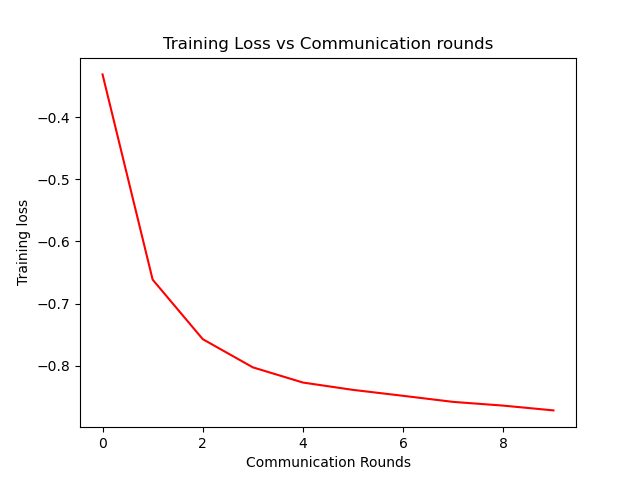 Training Loss vs Communication rounds
−0.4
−0.5
−0.6
−0.7
−0.8
Training loss
0 2 4 6 8
Communication Rounds